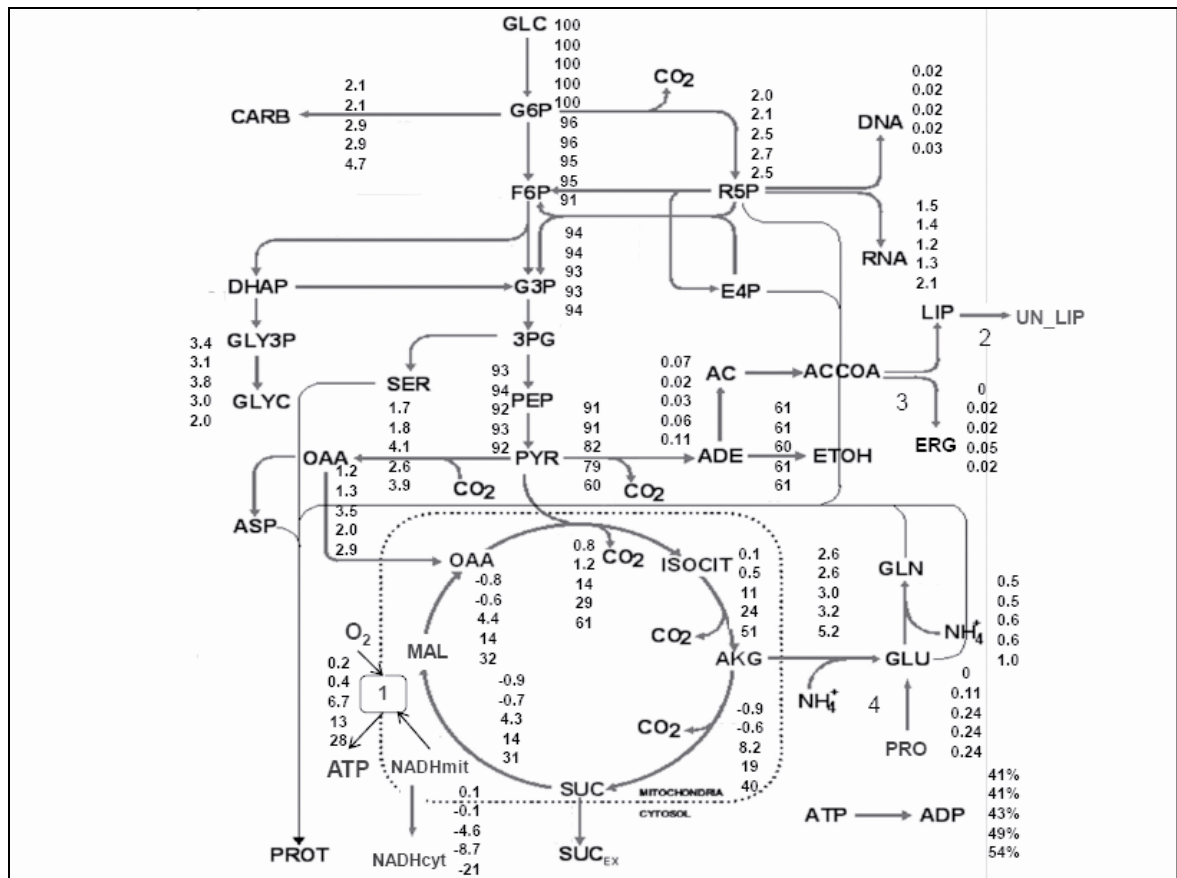 GLC
100
100
100
100
100
CO2
2.1
2.1
2.9
2.9
4.7
CARB
G6P
96
96
95
95
91
2.0
2.1
2.5
2.7
2.5
0.02
0.02
0.02
0.02
0.03
DNA
F6P
R5P
94
94
93
93
94
1.5
1.4
1.2
1.3
2.1
RNA
DHAP
G3P
E4P
LIP
UN_LIP
2
3.4
3.1
3.8
3.0
2.0
GLY3P
GLYC
3PG
SER
93
94
92
93
92
PEP
0.07
0.02
0.03
0.06
0.11
AC
ACCOA
3
0
0.02
0.02
0.05
0.02
ERG
1.7
1.8
4.1
2.6
3.9
91
91
82
79
60
61
61
60
61
61
OAA
PYR
ADE
ETOH
CO2
CO2
1.2
1.3
3.5
2.0
2.9
ASP
OAA
CO2
ISOCIT
0.8
1.2
14
29
61
0.1
0.5
11
24
51
2.6
2.6
3.0
3.2
5.2
GLN
0.5
0.5
0.6
0.6
1.0
-0.8
-0.6
4.4
14
32
O2
MAL
CO2
AKG
GLU
NH4+
NH4+
4
0
0.11
0.24
0.24
0.24
PRO
0.2
0.4
6.7
13
28
1
-0.9
-0.7
4.3
14
31
CO2
-0.9
-0.6
8.2
19
40
ATP
NADHmit
SUC
MITOCHONDRIA
CYTOSOL
0.1
-0.1
-4.6
-8.7
-21
ATP
ADP
41%
41%
43%
49%
54%
PROT
NADHcyt
SUCEX